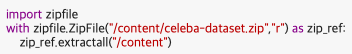 import zipfile
with zipfile.ZipFile("/content/celeba-dataset.zip","r") as zip_ref:
    zip_ref.extractall("/content")